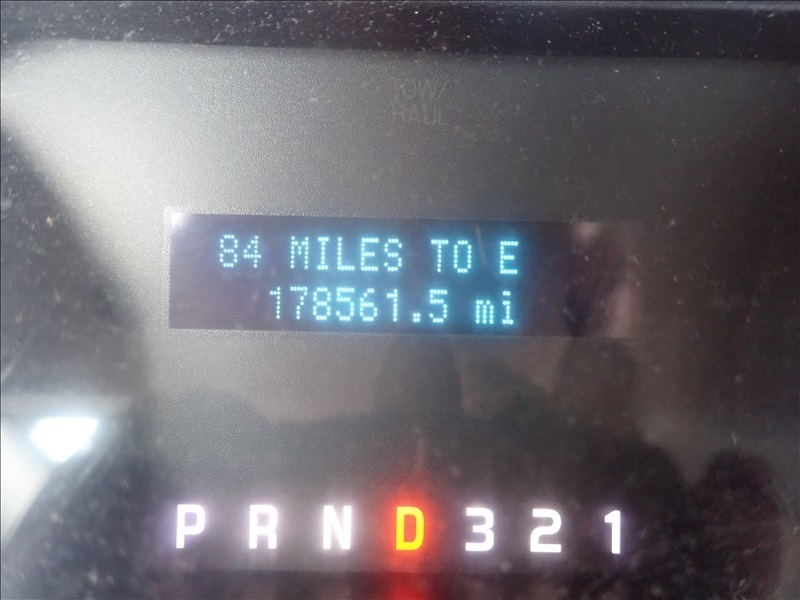 TOW/
HAUL
84 MILES TO E
178561.5 mi
P R N D 3 2 1